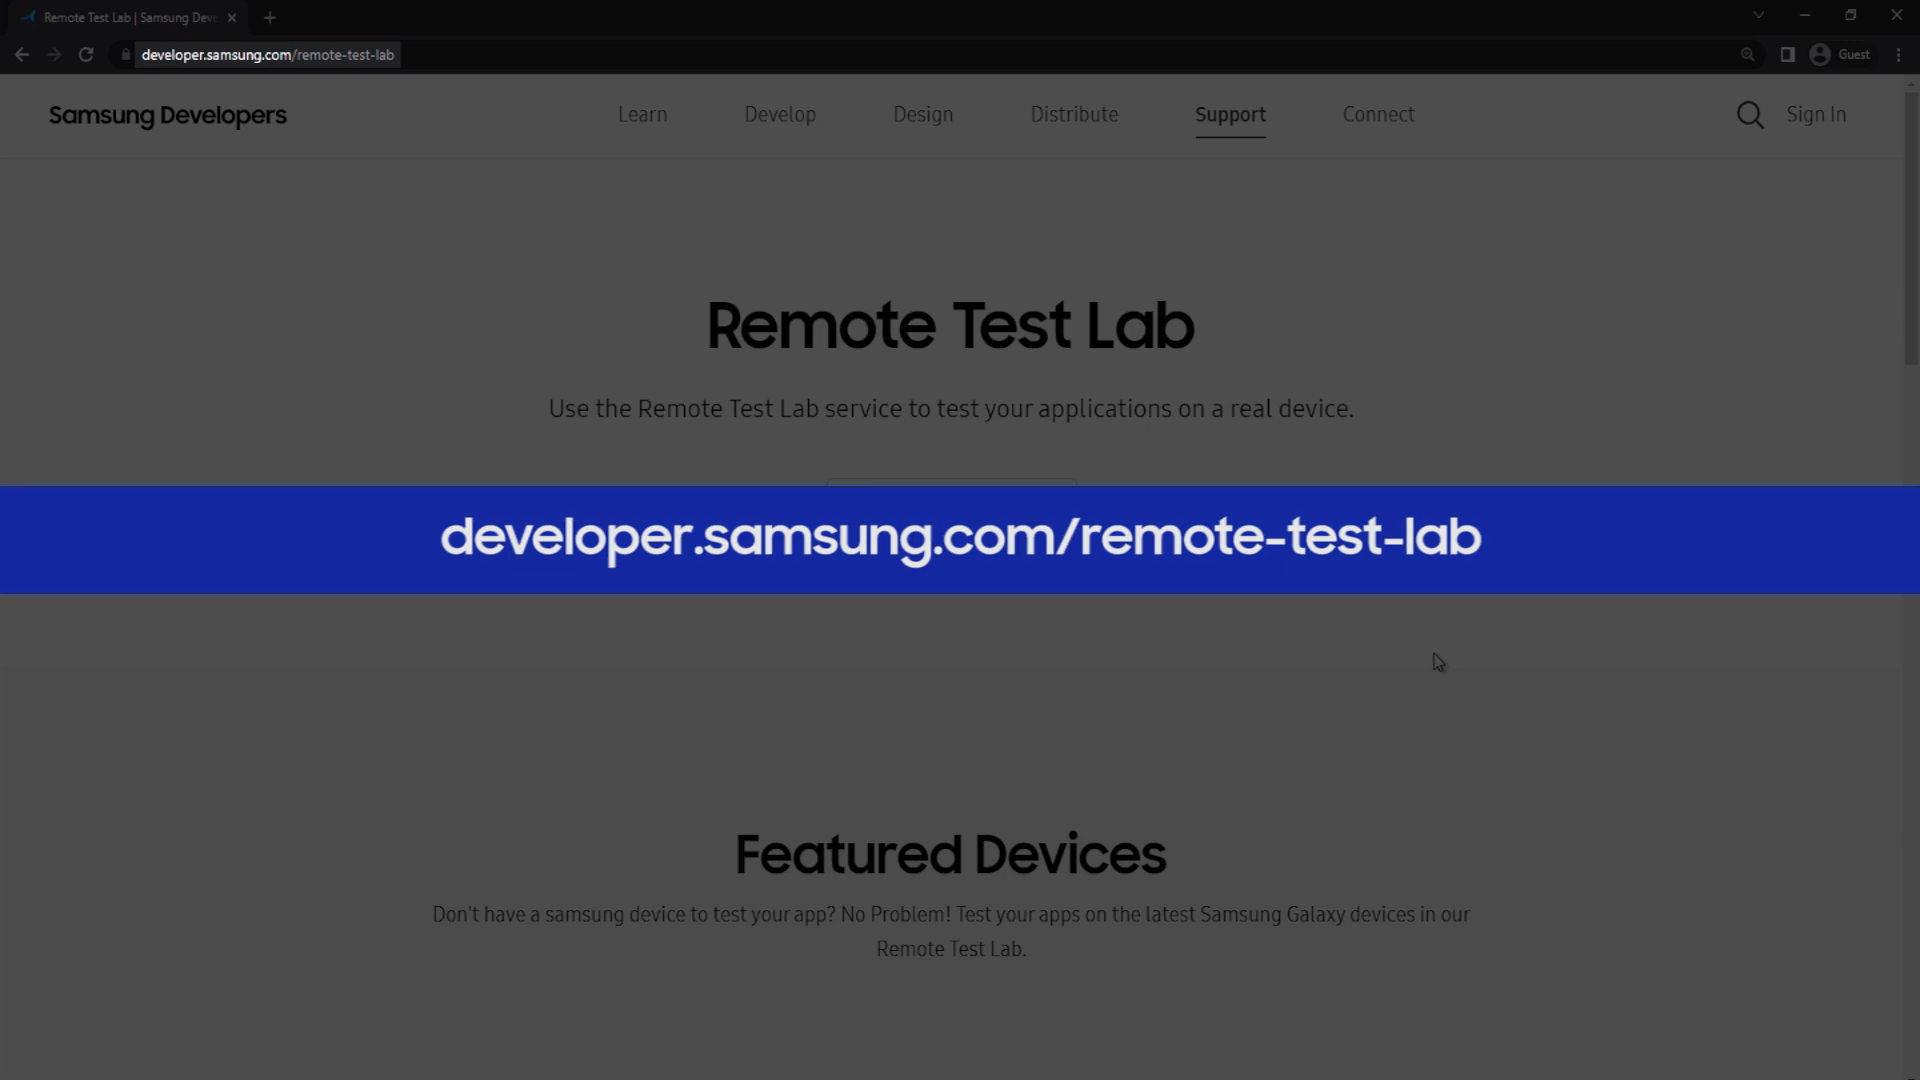 Remote Test Lab | Samsung Deve
developer.samsung.com/remote-test-lab
Guest
Samsung Developers
Learn
Develop
Design
Distribute
Support
Connect
Sign In
Remote Test Lab
Use the Remote Test Lab service to test your applications on a real device.
developer.samsung.com/remote-test-lab
Featured Devices
Don't have a samsung device to test your app? No Problem! Test your apps on the latest Samsung Galaxy devices in our
Remote Test Lab.